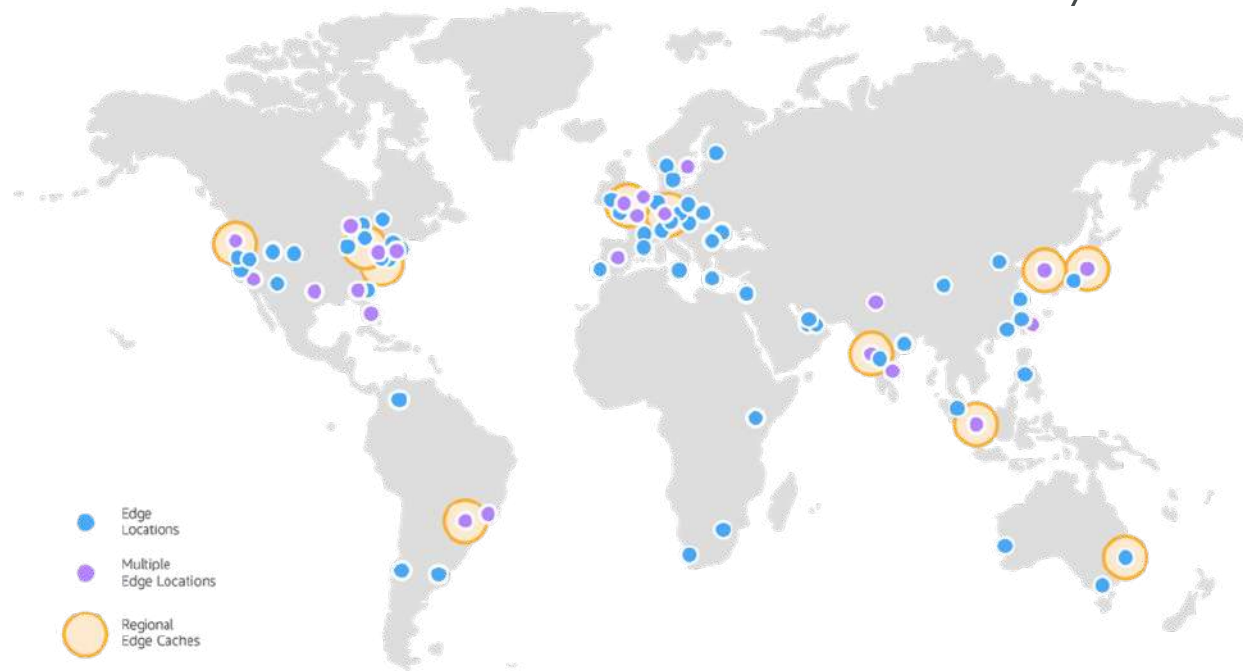 Edge
Locations
Multiple
Edge Locations
Regional
Edge Caches